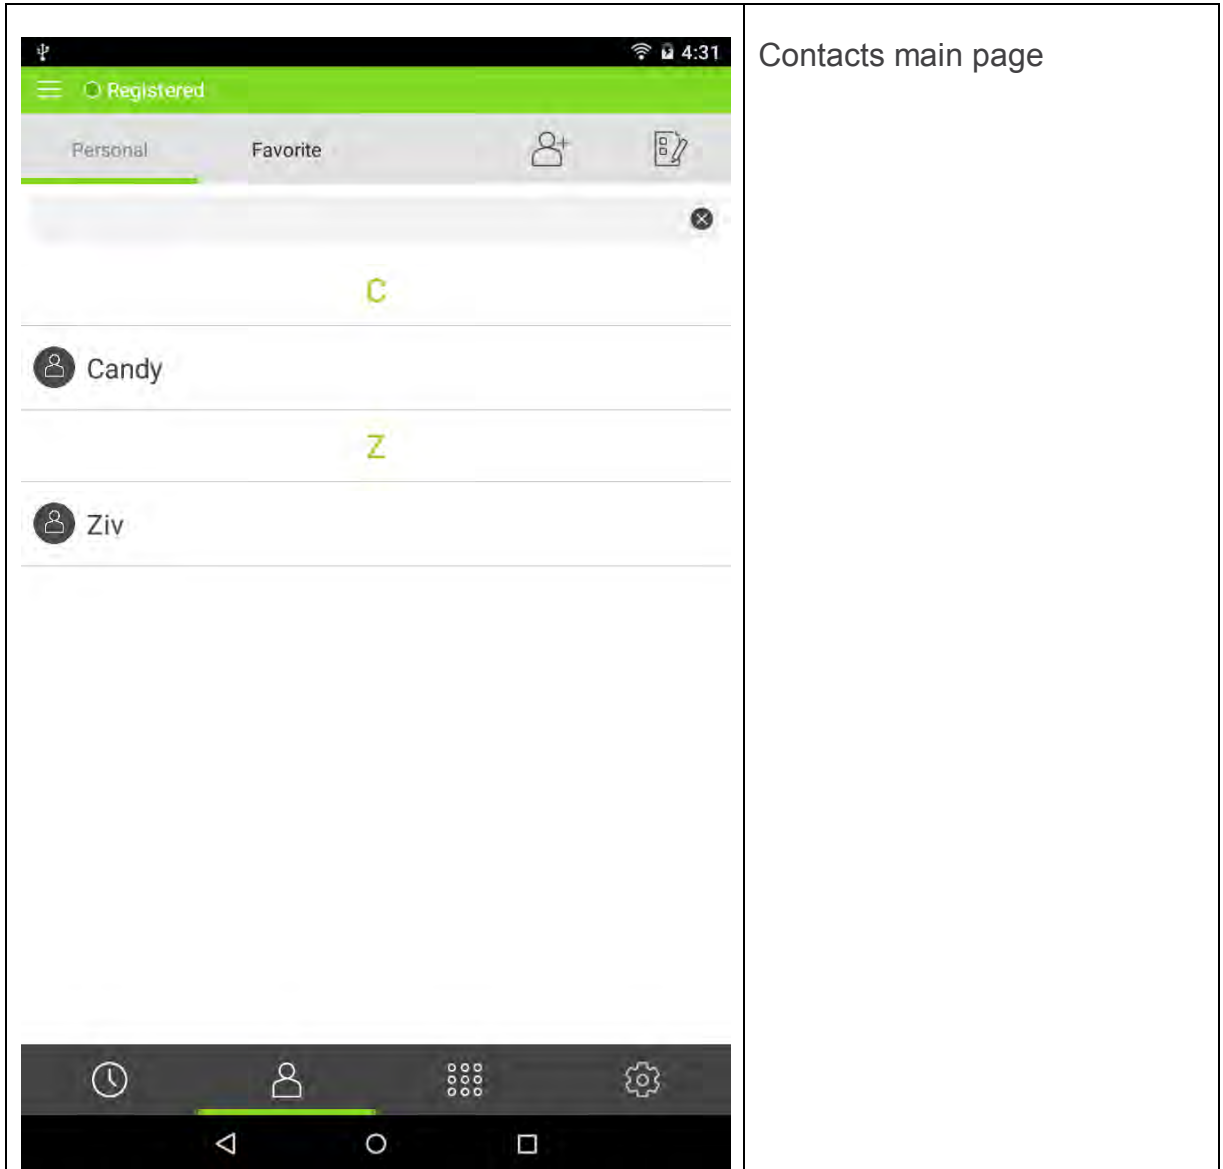 4:31
Registered
Personal Favorite
C
Candy
Z
Ziv
Contacts main page